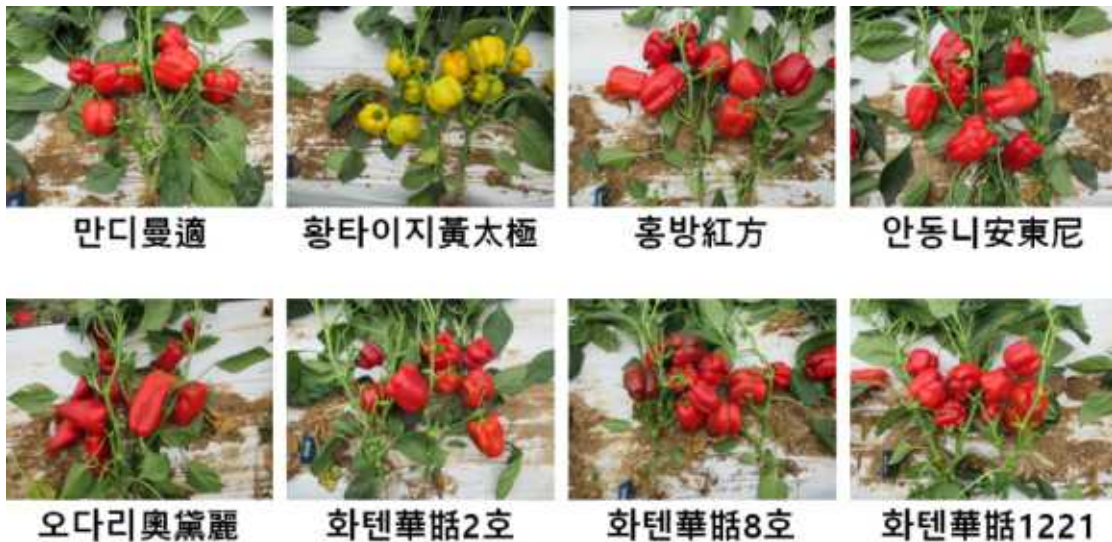 만디曼適
황타이지黃太極
홍방紅方
안동니安東尼
오다리奧黛麗
화텐華甛2호
화텐華甛8호
화텐華甛1221